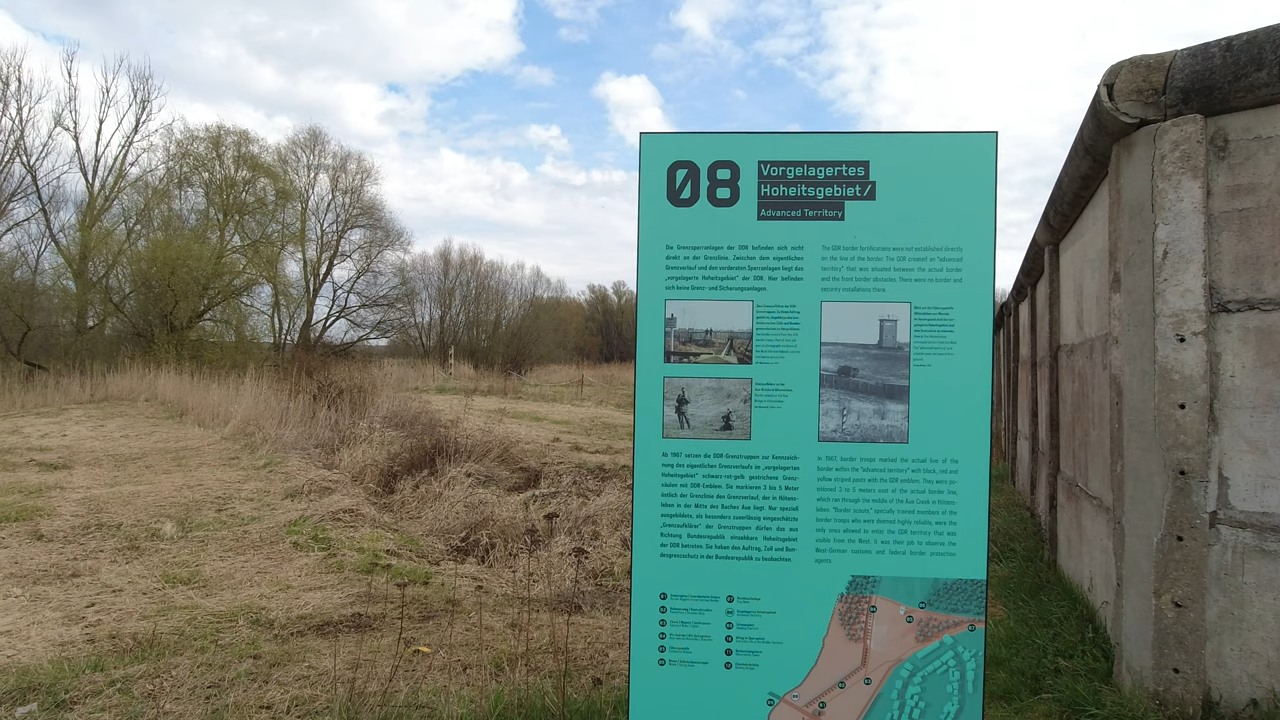 08
Vorgelagertes
Hoheitsgebiet/
Advanced Territory
Die Grenzsperranlagen der DDR befinden sich nicht
direkt an der Grenzlinie. Zwischen dem eigentlichen
Grenzverlauf und den vordersten Sperranlagen liegt das
„vorgelagerte Hoheitsgebiet“ der DDR. Hier befinden
sich keine Grenz- und Sicherungsanlagen.
Ab 1967 setzen die DDR-Grenztruppen zur Kennzeich-
nung des eigentlichen Grenzverlaufs im „vorgelagerten
Hoheitsgebiet“ schwarz-rot-gelb gestrichene Grenz-
säulen mit DDR-Emblem. Sie markieren 3 bis 5 Meter
östlich der Grenzlinie den Grenzverlauf, der in Hötens-
leben in der Mitte des Baches Aue liegt. Nur speziell
ausgebildete, als besonders zuverlässig eingeschätzte
„Grenzaufklärer“ der Grenztruppen dürfen das aus
Richtung Bundesrepublik einsehbare Hoheitsgebiet
der DDR betreten. Sie haben den Auftrag, Zoll und Bun-
desgrenzschutz in der Bundesrepublik zu beobachten.
The GDR border fortifications were not established directly
on the line of the border. The GDR created an "advanced
territory" that was situated between the actual border
and the front border obstacles. There were no border and
security installations there.
In 1967, border troops marked the actual line of the
border within the "advanced territory" with black, red and
yellow striped posts with the GDR emblem. They were po-
sitioned 3 to 5 meters east of the actual border line,
which ran through the middle of the Aue Creek in Hötens-
leben. "Border scouts," specially trained members of the
border troops who were deemed highly reliable, were the
only ones allowed to enter the GDR territory that was
visible from the West. It was their job to observe the
West-German customs and federal border protection
agents.